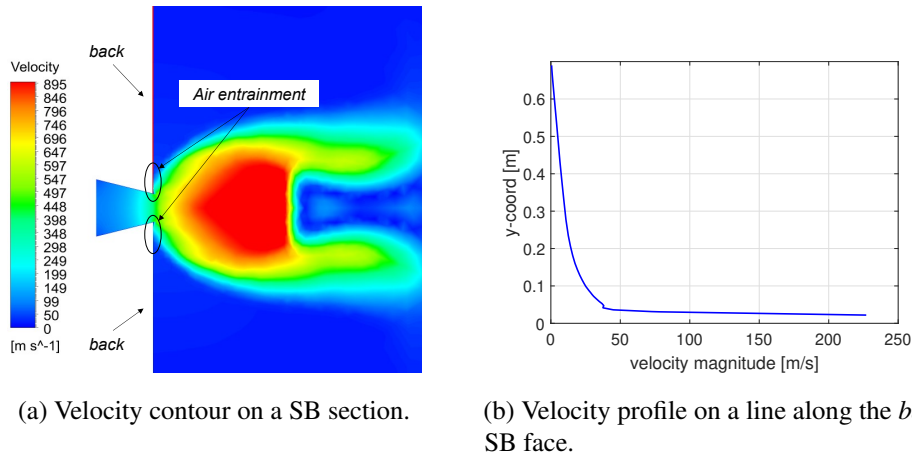 back
Velocity
895
846
796
746
696
647
597
547
497
448
398
348
298
249
199
149
99
50
0
[m s^-1]
Air entrainment
back
0.6
0.5
0.4
0.3
0.2
0.1
0
y-coord [m]
0 50 100 150 200 250
velocity magnitude [m/s]
(a) Velocity contour on a SB section.
(b) Velocity profile on a line along the b
SB face.